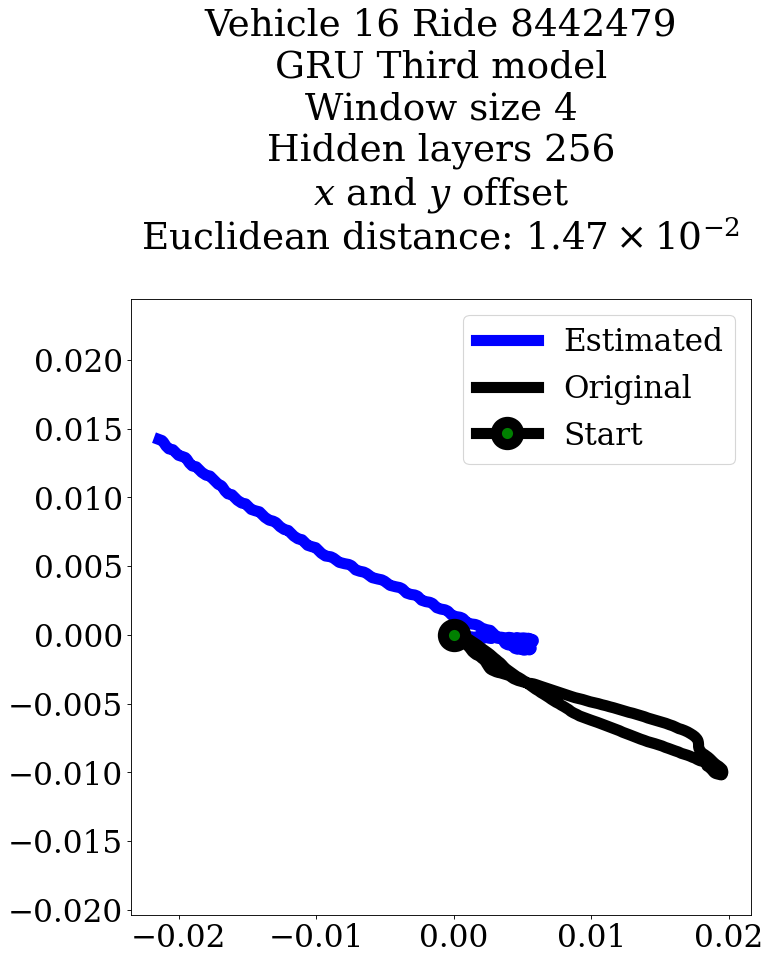 Vehicle 16 Ride 8442479
GRU Third model
Window size 4
Hidden layers 256
x and y offset
Euclidean distance: 1.47 × 10⁻²
Estimated
Original
Start
0.020
0.015
0.010
0.005
0.000
−0.005
−0.010
−0.015
−0.020
−0.02 −0.01 0.00 0.01 0.02